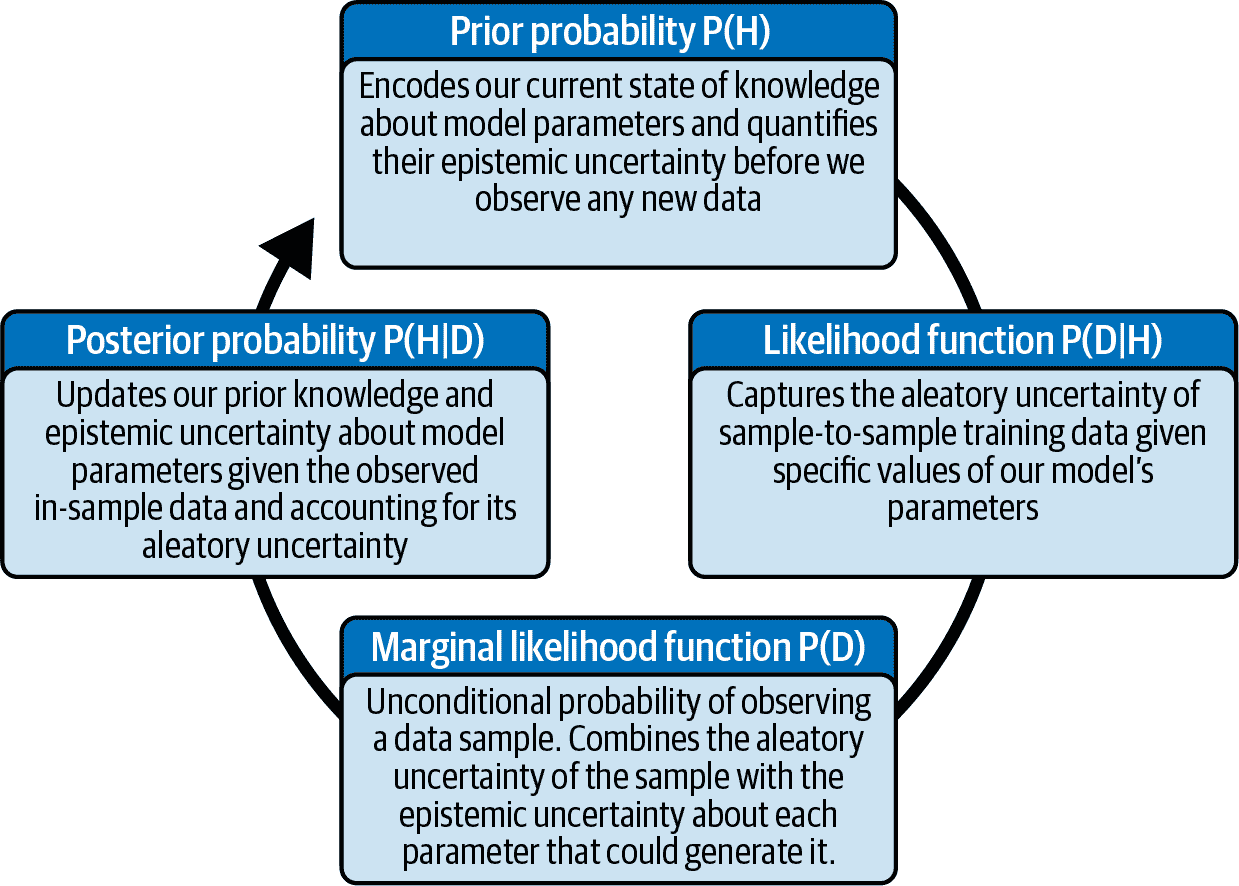 Prior probability P(H)
Encodes our current state of knowledge
about model parameters and quantifies
their epistemic uncertainty before we
observe any new data
Likelihood function P(D|H)
Captures the aleatory uncertainty of
sample-to-sample training data given
specific values of our model’s
parameters
Marginal likelihood function P(D)
Unconditional probability of observing
a data sample. Combines the aleatory
uncertainty of the sample with the
epistemic uncertainty about each
parameter that could generate it.
Posterior probability P(H|D)
Updates our prior knowledge and
epistemic uncertainty about model
parameters given the observed
in-sample data and accounting for its
aleatory uncertainty